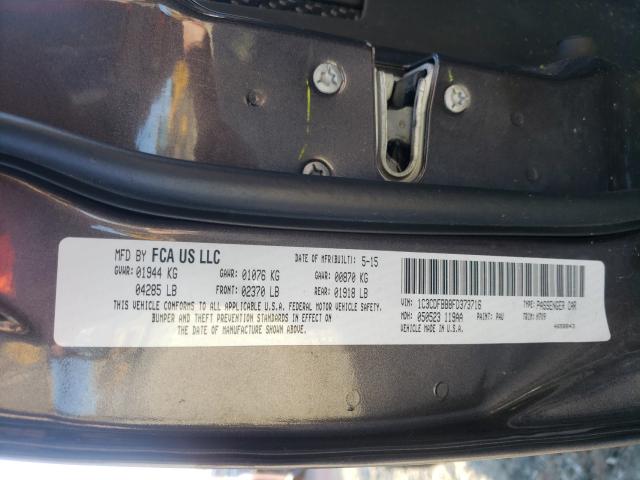 MFD BY FCA US LLC
DATE OF MFR(BUILT): 5-15
GVWR: 01944 KG GAWR: 01076 KG GAWR: 00870 KG
04285 LB FRONT: 02370 LB REAR: 01918 LB
THIS VEHICLE CONFORMS TO ALL APPLICABLE U.S.A. FEDERAL MOTOR VEHICLE SAFETY,
BUMPER AND THEFT PREVENTION STANDARDS IN EFFECT ON
THE DATE OF MANUFACTURE SHOWN ABOVE.
VIN: 1C3CDFBB8FD373716 TYPE: PASSENGER CAR
MDH: 050523 119AA PAINT: PAU TRIM: